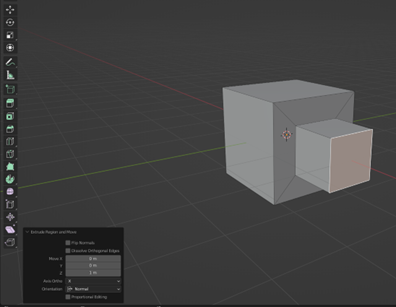 Extrude Region and Move
Flip Normals
Dissolve Orthogonal Edges
Move X 0 m
Y 0 m
Z 1 m
Axis Ortho X
Orientation Normal
Proportional Editing